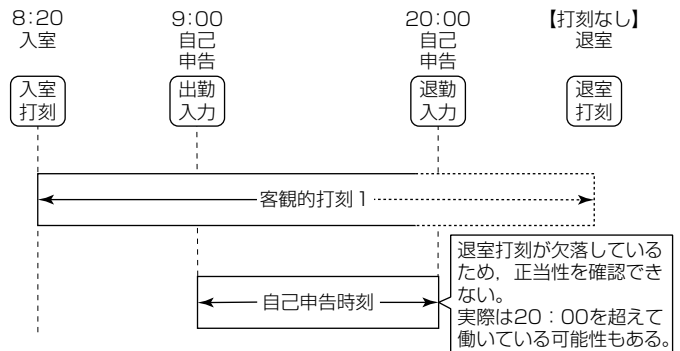 8:20
入室
9:00
自己
申告
20:00
自己
申告
【打刻なし】
退室
入室
打刻
出勤
入力
退勤
入力
退室
打刻
客観的打刻1
自己申告時刻
退室打刻が欠落している
ため，正当性を確認でき
ない。
実際は20：00を超えて
働いている可能性もある。